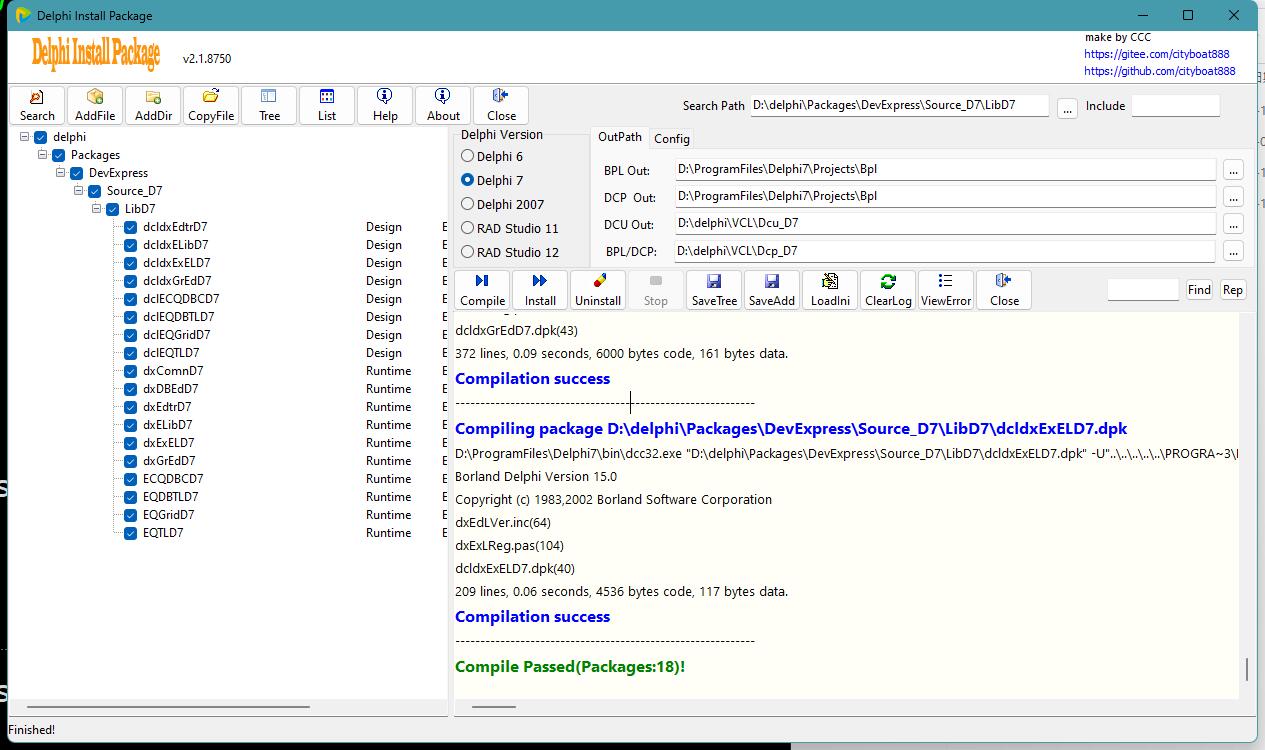 Delphi Install Package
Delphi Install Package
v2.1.8750
make by CCC
https://gitee.com/cityboat888
https://github.com/cityboat888
Search
AddFile
AddDir
CopyFile
Tree
List
Help
About
Close
Search Path
D:\delphi\Packages\DevExpress\Source_D7\LibD7
...
Include
delphi
Packages
DevExpress
Source_D7
LibD7
dcldxEdtrD7 Design
dcldxELibD7 Design
dcldxExELD7 Design
dcldxGrEdD7 Design
dclECQDBCD7 Design
dclEQDBTLD7 Design
dclEQGridD7 Design
dclEQTLD7 Design
dxComnD7 Runtime
dxDBEdD7 Runtime
dxEdtrD7 Runtime
dxELibD7 Runtime
dxExELD7 Runtime
dxGrEdD7 Runtime
ECQDBCD7 Runtime
EQDBTLD7 Runtime
EQGridD7 Runtime
EQTLD7 Runtime
Delphi Version
Delphi 6
Delphi 7
Delphi 2007
RAD Studio 11
RAD Studio 12
OutPath
Config
BPL Out: D:\ProgramFiles\Delphi7\Projects\Bpl ...
DCP Out: D:\ProgramFiles\Delphi7\Projects\Bpl ...
DCU Out: D:\delphi\VCL\Dcu_D7 ...
BPL/DCP: D:\delphi\VCL\Dcp_D7 ...
Compile
Install
Uninstall
Stop
SaveTree
SaveAdd
LoadIni
ClearLog
ViewError
Close
Find
Rep
dcldxGrEdD7.dpk(43)
372 lines, 0.09 seconds, 6000 bytes code, 161 bytes data.
Compilation success
------------------------------------------------------------
Compiling package D:\delphi\Packages\DevExpress\Source_D7\LibD7\dcldxExELD7.dpk
D:\ProgramFiles\Delphi7\bin\dcc32.exe "D:\delphi\Packages\DevExpress\Source_D7\LibD7\dcldxExELD7.dpk" -U"..\..\..\..\..\PROGRA~3\
Borland Delphi Version 15.0
Copyright (c) 1983,2002 Borland Software Corporation
dxEdLVer.inc(64)
dxExLReg.pas(104)
dcldxExELD7.dpk(40)
209 lines, 0.06 seconds, 4536 bytes code, 117 bytes data.
Compilation success
------------------------------------------------------------
Compile Passed(Packages:18)!
Finished!